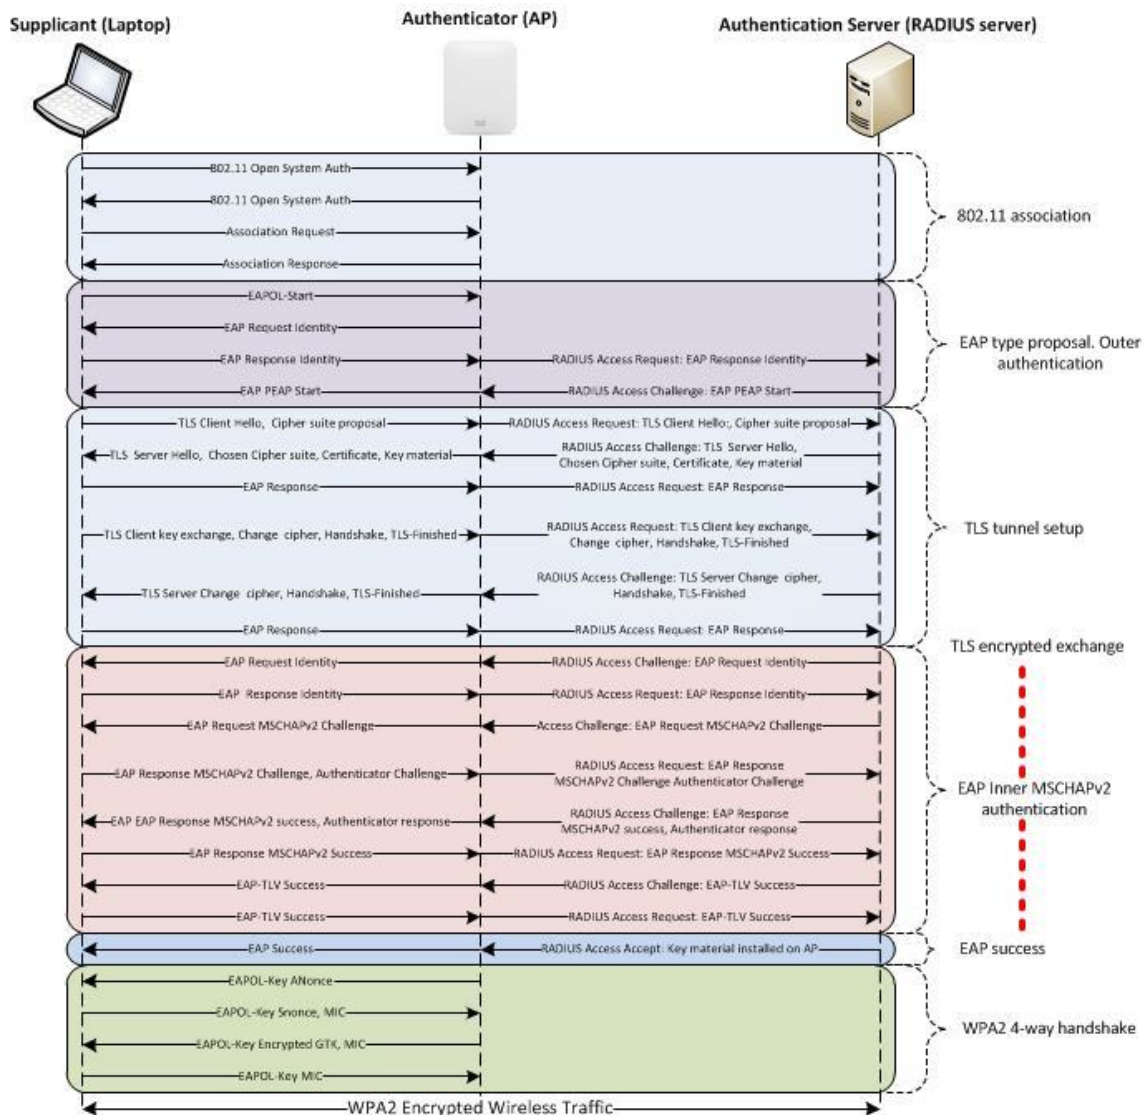 Supplicant (Laptop)
Authenticator (AP)
Authentication Server (RADIUS server)
802.11 Open System Auth
802.11 Open System Auth
Association Request
Association Response
802.11 association
EAPOL-Start
EAP Request Identity
EAP Response Identity
RADIUS Access Request: EAP Response Identity
EAP PEAP Start
RADIUS Access Challenge: EAP PEAP Start
EAP type proposal. Outer
authentication
TLS Client Hello, Cipher suite proposal
RADIUS Access Request: TLS Client Hello:, Cipher suite proposal
TLS Server Hello, Chosen Cipher suite, Certificate, Key material
RADIUS Access Challenge: TLS Server Hello,
Chosen Cipher suite, Certificate, Key material
EAP Response
RADIUS Access Request: EAP Response
TLS Client key exchange, Change cipher, Handshake, TLS-Finished
RADIUS Access Request: TLS Client key exchange,
Change cipher, Handshake, TLS-Finished
TLS Server Change cipher, Handshake, TLS-Finished
RADIUS Access Challenge: TLS Server Change cipher,
Handshake, TLS-Finished
EAP Response
RADIUS Access Request: EAP Response
TLS tunnel setup
TLS encrypted exchange
EAP Request Identity
RADIUS Access Challenge: EAP Request Identity
EAP Response Identity
RADIUS Access Request: EAP Response Identity
EAP Request MSCHAPv2 Challenge
Access Challenge: EAP Request MSCHAPv2 Challenge
EAP Response MSCHAPv2 Challenge, Authenticator Challenge
RADIUS Access Request: EAP Response
MSCHAPv2 Challenge Authenticator Challenge
EAP EAP Response MSCHAPv2 success, Authenticator response
RADIUS Access Challenge: EAP Response
MSCHAPv2 success, Authenticator response
EAP Response MSCHAPv2 Success
RADIUS Access Request: EAP Response MSCHAPv2 Success
EAP-TLV Success
RADIUS Access Challenge: EAP-TLV Success
EAP-TLV Success
RADIUS Access Request: EAP-TLV Success
EAP Inner MSCHAPv2
authentication
EAP Success
RADIUS Access Accept: Key material installed on AP
EAP success
EAPOL-Key ANonce
EAPOL-Key Snonce, MIC
EAPOL-Key Encrypted GTK, MIC
EAPOL-Key MIC
WPA2 4-way handshake
WPA2 Encrypted Wireless Traffic